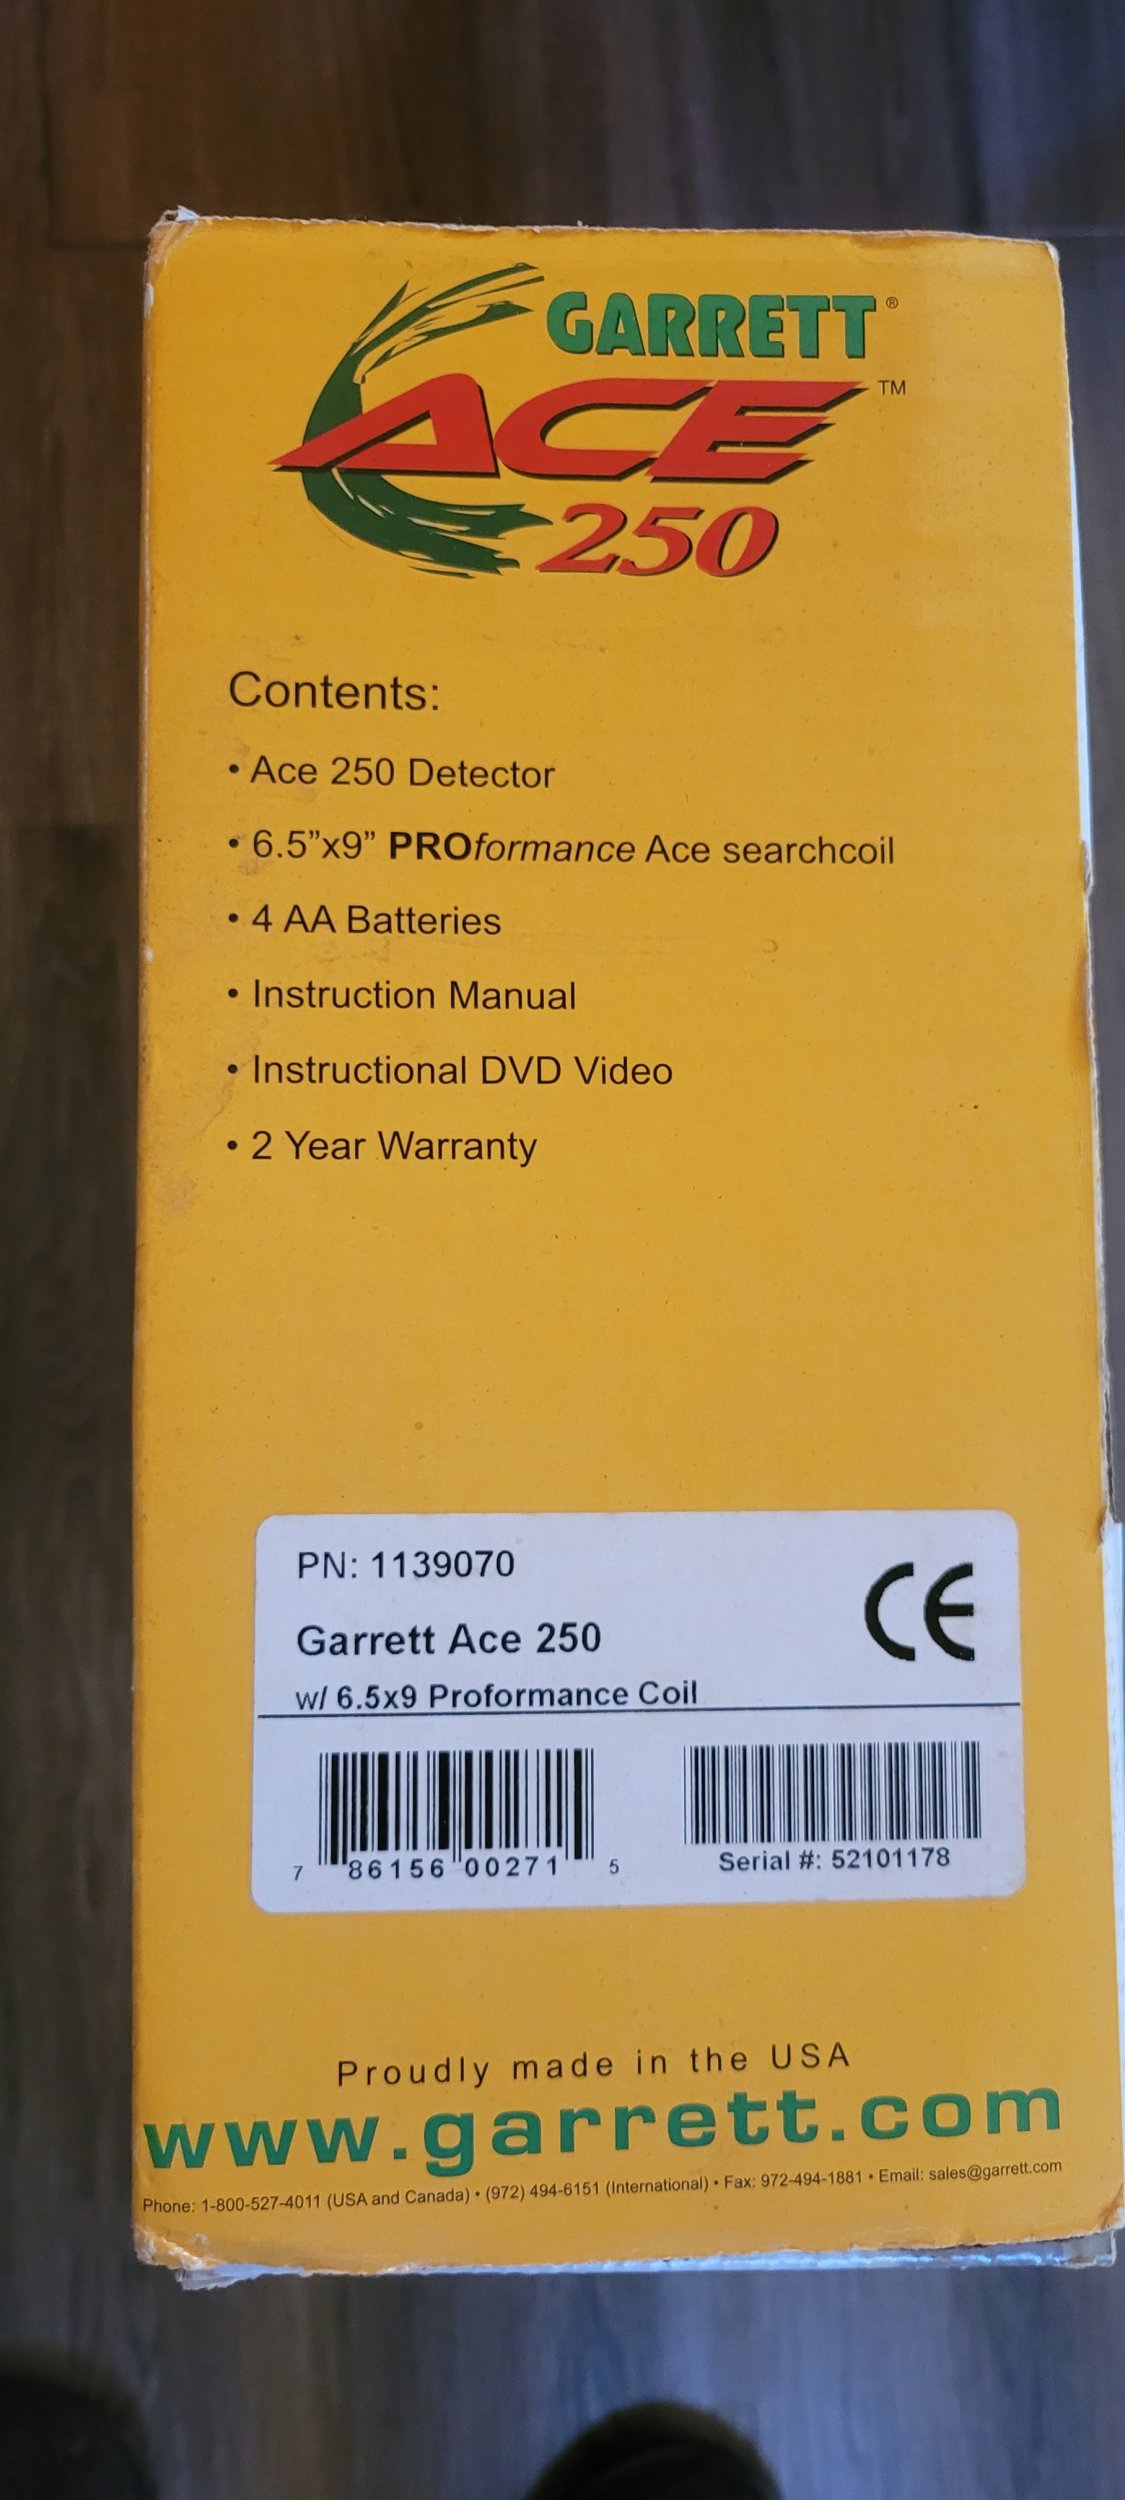 GARRETT®
ACE™
250
Contents:
• Ace 250 Detector
• 6.5”x9” PROformance Ace searchcoil
• 4 AA Batteries
• Instruction Manual
• Instructional DVD Video
• 2 Year Warranty
PN: 1139070
CE
Garrett Ace 250
w/ 6.5x9 Proformance Coil
7 86156 00271 5
Serial #: 52101178
Proudly made in the USA
www.garrett.com
Phone: 1-800-527-4011 (USA and Canada) • (972) 494-6151 (International) • Fax: 972-494-1881 • Email: sales@garrett.com